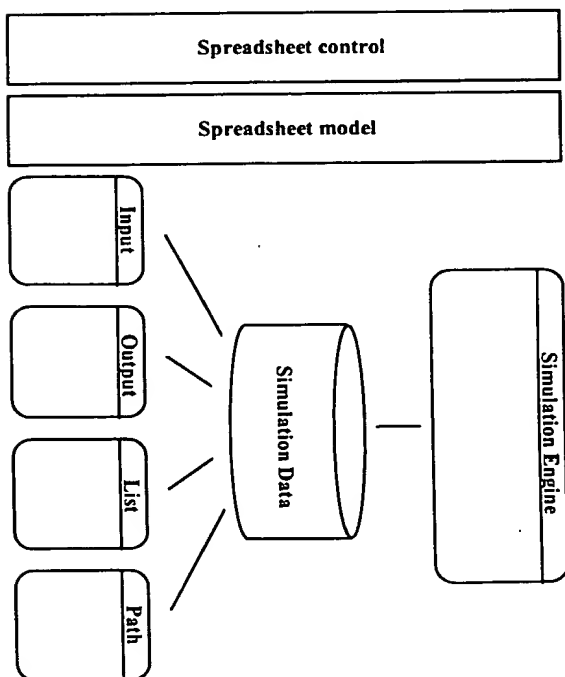 Spreadsheet control
Spreadsheet model
Input
Output
List
Path
Simulation Data
Simulation Engine